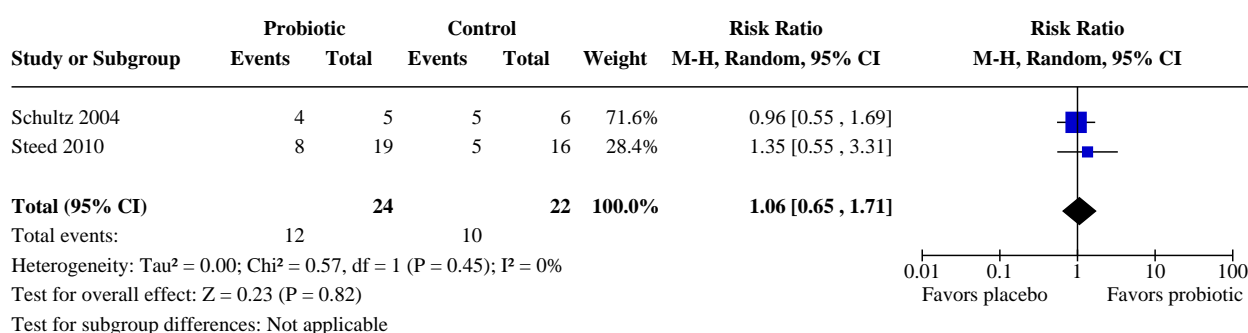 Probiotic Control Risk Ratio Risk Ratio
Study or Subgroup Events Total Events Total Weight M-H, Random, 95% CI M-H, Random, 95% CI
Schultz 2004 4 5 5 6 71.6% 0.96 [0.55 , 1.69]
Steed 2010 8 19 5 16 28.4% 1.35 [0.55 , 3.31]
Total (95% CI) 24 22 100.0% 1.06 [0.65 , 1.71]
Total events: 12 10
Heterogeneity: Tau² = 0.00; Chi² = 0.57, df = 1 (P = 0.45); I² = 0%
0.01 0.1 1 10 100
Test for overall effect: Z = 0.23 (P = 0.82)
Favors placebo Favors probiotic
Test for subgroup differences: Not applicable